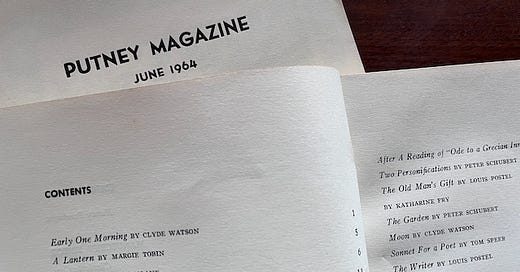 PUTNEY MAGAZINE
JUNE 1964
CONTENTS
Early One Morning BY CLYDE WATSON 1
A Lantern BY MARGIE TOBIN 5
6
After A Reading of "Ode to a Grecian
Two Personifications BY PETER SCHUBERT
The Old Man's Gift BY LOUIS POSTEL
BY KATHARINE FRY
The Garden BY PETER SCHUBERT
Moon BY CLYDE WATSON
Sonnet For a Poet BY TOM SPEER
The Writer BY LOUIS POSTEL